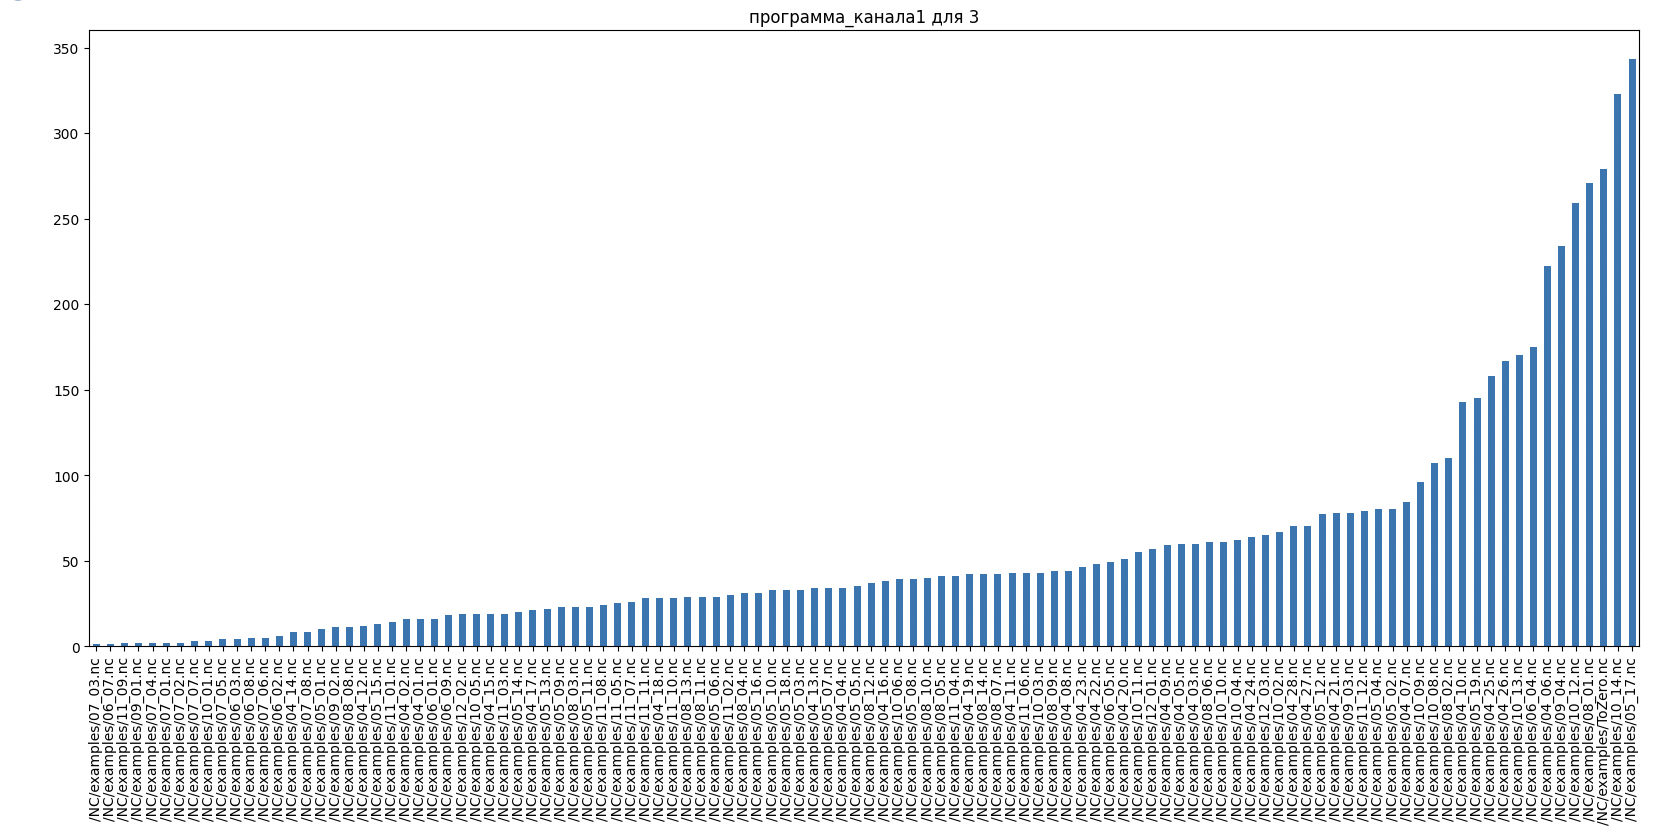 программа_канала1 для 3
350
300
250
200
150
100
50
0
/NC/examples/07_03.nc
/NC/examples/06_07.nc
/NC/examples/11_09.nc
/NC/examples/09_01.nc
/NC/examples/07_04.nc
/NC/examples/07_01.nc
/NC/examples/07_02.nc
/NC/examples/07_07.nc
/NC/examples/10_01.nc
/NC/examples/07_05.nc
/NC/examples/06_03.nc
/NC/examples/06_08.nc
/NC/examples/07_06.nc
/NC/examples/06_02.nc
/NC/examples/04_14.nc
/NC/examples/07_08.nc
/NC/examples/05_01.nc
/NC/examples/09_02.nc
/NC/examples/08_08.nc
/NC/examples/04_12.nc
/NC/examples/05_15.nc
/NC/examples/11_01.nc
/NC/examples/04_02.nc
/NC/examples/04_01.nc
/NC/examples/06_01.nc
/NC/examples/06_09.nc
/NC/examples/12_02.nc
/NC/examples/10_05.nc
/NC/examples/04_15.nc
/NC/examples/11_03.nc
/NC/examples/05_14.nc
/NC/examples/04_17.nc
/NC/examples/05_13.nc
/NC/examples/05_09.nc
/NC/examples/08_03.nc
/NC/examples/05_11.nc
/NC/examples/11_08.nc
/NC/examples/11_05.nc
/NC/examples/11_07.nc
/NC/examples/11_11.nc
/NC/examples/04_18.nc
/NC/examples/11_10.nc
/NC/examples/08_13.nc
/NC/examples/08_11.nc
/NC/examples/05_06.nc
/NC/examples/11_02.nc
/NC/examples/08_04.nc
/NC/examples/05_16.nc
/NC/examples/05_10.nc
/NC/examples/05_18.nc
/NC/examples/05_03.nc
/NC/examples/04_13.nc
/NC/examples/05_07.nc
/NC/examples/04_04.nc
/NC/examples/05_05.nc
/NC/examples/08_12.nc
/NC/examples/04_16.nc
/NC/examples/10_06.nc
/NC/examples/05_08.nc
/NC/examples/08_10.nc
/NC/examples/08_05.nc
/NC/examples/11_04.nc
/NC/examples/04_19.nc
/NC/examples/08_14.nc
/NC/examples/08_07.nc
/NC/examples/04_11.nc
/NC/examples/11_06.nc
/NC/examples/10_03.nc
/NC/examples/08_09.nc
/NC/examples/04_08.nc
/NC/examples/04_23.nc
/NC/examples/04_22.nc
/NC/examples/06_05.nc
/NC/examples/04_20.nc
/NC/examples/10_11.nc
/NC/examples/12_01.nc
/NC/examples/04_09.nc
/NC/examples/04_05.nc
/NC/examples/04_03.nc
/NC/examples/08_06.nc
/NC/examples/10_10.nc
/NC/examples/10_04.nc
/NC/examples/04_24.nc
/NC/examples/12_03.nc
/NC/examples/10_02.nc
/NC/examples/04_28.nc
/NC/examples/04_27.nc
/NC/examples/05_12.nc
/NC/examples/04_21.nc
/NC/examples/09_03.nc
/NC/examples/11_12.nc
/NC/examples/05_04.nc
/NC/examples/05_02.nc
/NC/examples/04_07.nc
/NC/examples/10_09.nc
/NC/examples/10_08.nc
/NC/examples/08_02.nc
/NC/examples/04_10.nc
/NC/examples/05_19.nc
/NC/examples/04_25.nc
/NC/examples/04_26.nc
/NC/examples/10_13.nc
/NC/examples/06_04.nc
/NC/examples/04_06.nc
/NC/examples/09_04.nc
/NC/examples/10_12.nc
/NC/examples/08_01.nc
/NC/examples/ToZero.nc
/NC/examples/10_14.nc
/NC/examples/05_17.nc